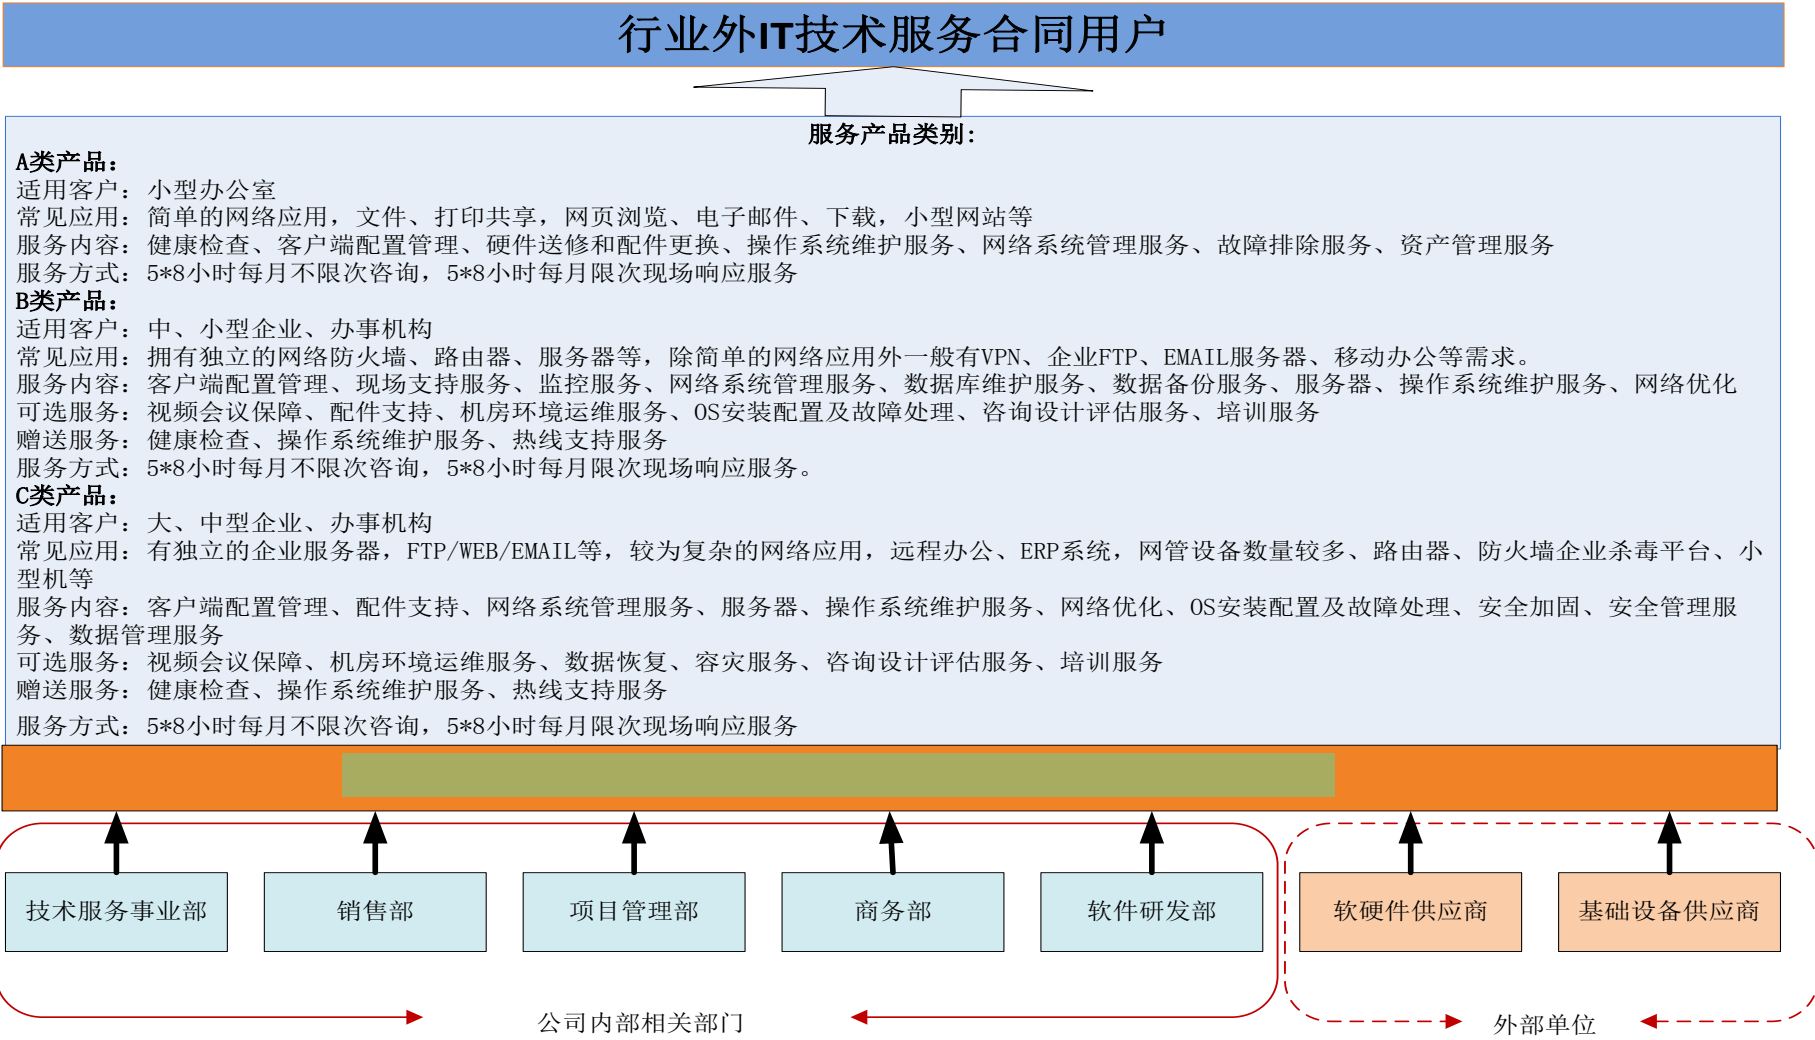 行业外IT技术服务合同用户
服务产品类别:
A类产品:
适用客户: 小型办公室
常见应用: 简单的网络应用, 文件、打印共享, 网页浏览、电子邮件、下载, 小型网站等
服务内容: 健康检查、客户端配置管理、硬件送修和配件更换、操作系统维护服务、网络系统管理服务、故障排除服务、资产管理服务
服务方式: 5*8小时每月不限次咨询, 5*8小时每月限次现场响应服务
B类产品:
适用客户: 中、小型企业、办事机构
常见应用: 拥有独立的网络防火墙、路由器、服务器等, 除简单的网络应用外一般有VPN、企业FTP、EMAIL服务器、移动办公等需求。
服务内容: 客户端配置管理、现场支持服务、监控服务、网络系统管理服务、数据库维护服务、数据备份服务、服务器、操作系统维护服务、网络优化
可选服务: 视频会议保障、配件支持、机房环境运维服务、OS安装配置及故障处理、咨询设计评估服务、培训服务
赠送服务: 健康检查、操作系统维护服务、热线支持服务
服务方式: 5*8小时每月不限次咨询, 5*8小时每月限次现场响应服务。
C类产品:
适用客户: 大、中型企业、办事机构
常见应用: 有独立的企业服务器, FTP/WEB/EMAIL等, 较为复杂的网络应用, 远程办公、ERP系统, 网管设备数量较多、路由器、防火墙企业杀毒平台、小
型机等
服务内容: 客户端配置管理、配件支持、网络系统管理服务、服务器、操作系统维护服务、网络优化、OS安装配置及故障处理、安全加固、安全管理服
务、数据管理服务
可选服务: 视频会议保障、机房环境运维服务、数据恢复、容灾服务、咨询设计评估服务、培训服务
赠送服务: 健康检查、操作系统维护服务、热线支持服务
服务方式: 5*8小时每月不限次咨询, 5*8小时每月限次现场响应服务
技术服务事业部
销售部
项目管理部
商务部
软件研发部
软硬件供应商
基础设备供应商
公司内部相关部门
外部单位